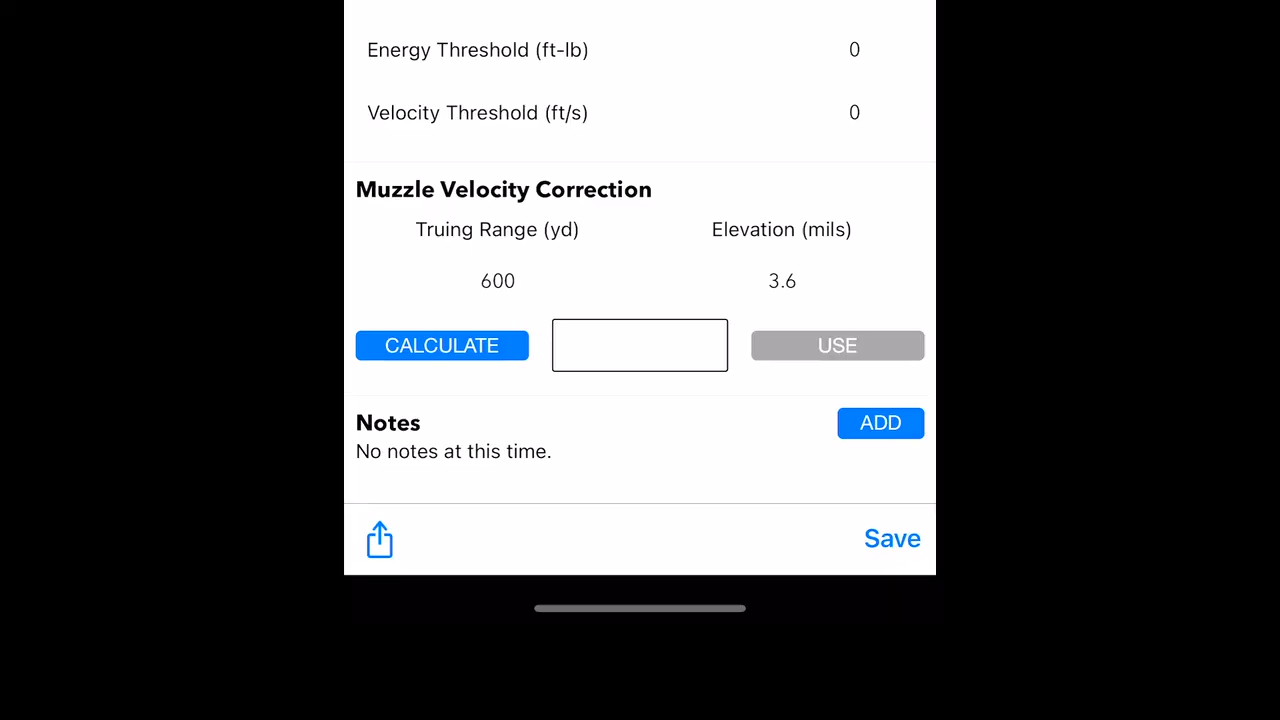 Energy Threshold (ft-lb) 0
Velocity Threshold (ft/s) 0
Muzzle Velocity Correction
Truing Range (yd) Elevation (mils)
600 3.6
CALCULATE USE
Notes ADD
No notes at this time.
Save